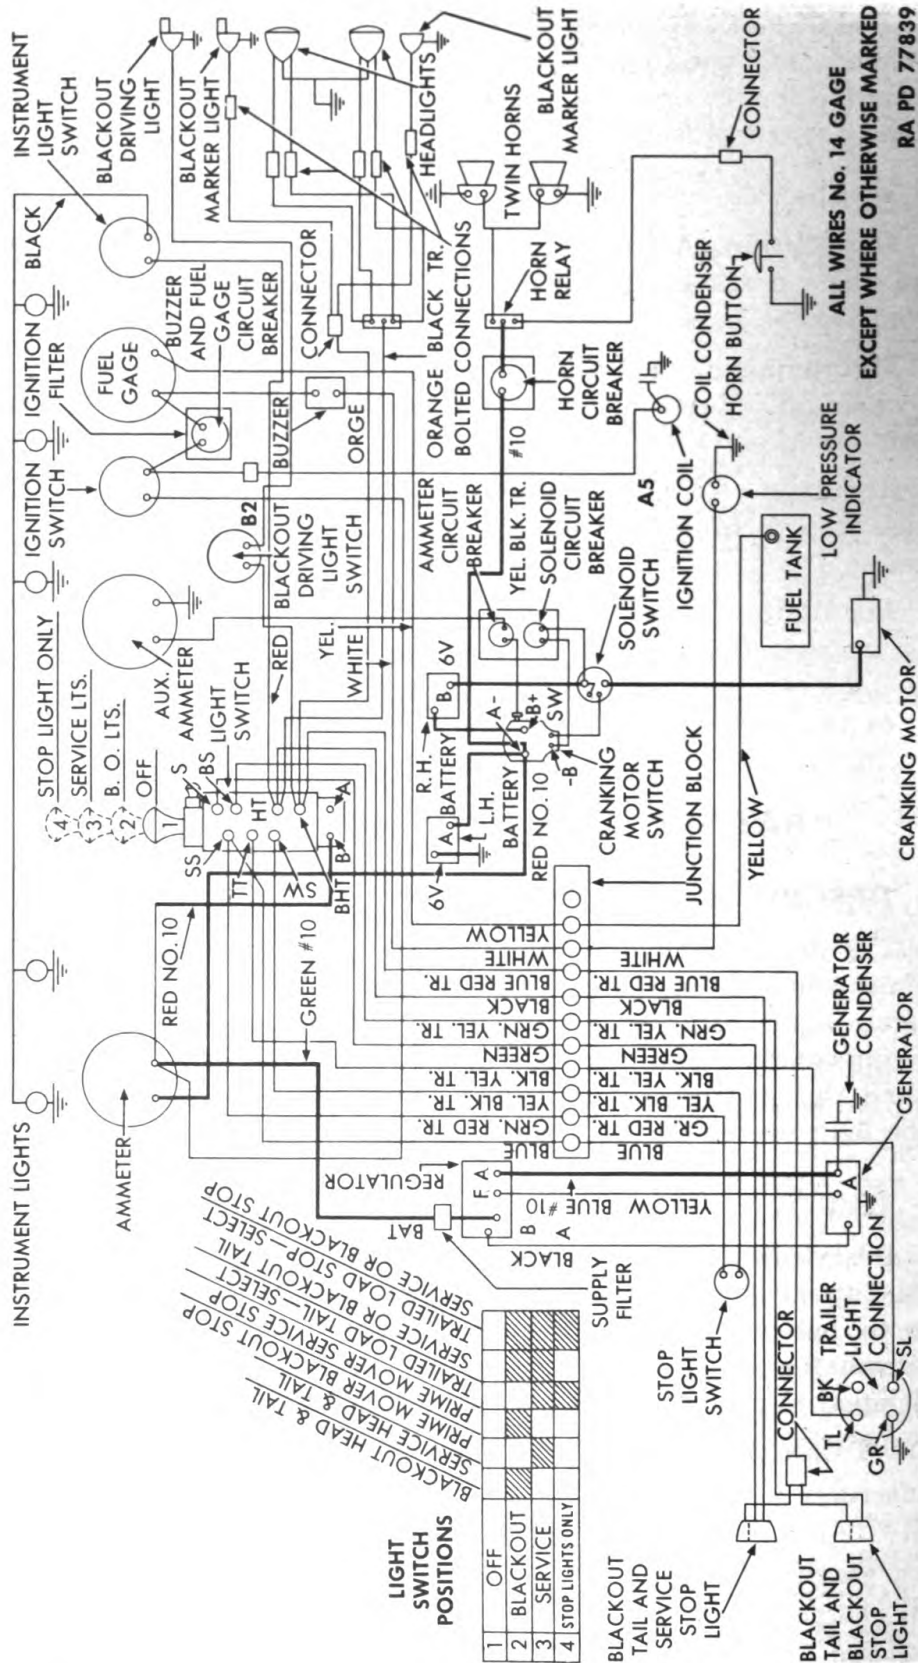 INSTRUMENT LIGHTS
AMMETER
RED NO. 10
GREEN #10
4 STOP LIGHT ONLY
3 SERVICE LTS.
2 B. O. LTS.
1 OFF
AUX.
AMMETER
S
BS
LIGHT
SWITCH
SS
TT
HT
SW
BHT
A
B
RED
YEL.
WHITE
IGNITION
SWITCH
IGNITION
FILTER
B2
BLACKOUT
DRIVING
LIGHT
SWITCH
FUEL
GAGE
BUZZER
AND FUEL
GAGE
CIRCUIT
BREAKER
BUZZER
ORGE
BLACK
INSTRUMENT
LIGHT
SWITCH
BLACKOUT
DRIVING
LIGHT
BLACKOUT
MARKER LIGHT
CONNECTOR
HEADLIGHTS
BLACKOUT
MARKER LIGHT
ORANGE BLACK TR.
BOLTED CONNECTIONS
TWIN HORNS
HORN
RELAY
HORN
CIRCUIT
BREAKER
#10
CONNECTOR
AMMETER
CIRCUIT
BREAKER
YEL. BLK. TR.
SOLENOID
CIRCUIT
BREAKER
SOLENOID
SWITCH
R.H.
BATTERY
B
6V
6V
A
BATTERY
L.H.
A-
B+
SW
-B
RED NO. 10
CRANKING
MOTOR
SWITCH
A5
IGNITION COIL
COIL CONDENSER
HORN BUTTON
LOW PRESSURE
INDICATOR
FUEL TANK
YELLOW
CRANKING MOTOR
JUNCTION BLOCK
YELLOW
WHITE
BLUE RED TR.
BLACK
GRN. YEL. TR.
GREEN
BLK. YEL. TR.
YEL. BLK. TR.
GRN. RED TR.
BLUE
WHITE
BLUE RED TR.
BLACK
GRN. YEL. TR.
GREEN
BLK. YEL. TR.
YEL. BLK. TR.
GR. RED TR.
BLUE
REGULATOR
BAT
B
F
A
A
SUPPLY
FILTER
BLACK
YELLOW
BLUE #10
GENERATOR
CONDENSER
GENERATOR
A
STOP
LIGHT
SWITCH
CONNECTOR
TRAILER
LIGHT
CONNECTION
TL
BK
GR
SL
LIGHT
SWITCH
POSITIONS
BLACKOUT HEAD & TAIL
SERVICE HEAD & TAIL
PRIME MOVER BLACKOUT STOP
PRIME MOVER SERVICE STOP
TRAILED LOAD TAIL—SELECT
SERVICE OR BLACKOUT TAIL
TRAILED LOAD STOP—SELECT
SERVICE OR BLACKOUT STOP
1 OFF
2 BLACKOUT
3 SERVICE
4 STOP LIGHTS ONLY
BLACKOUT
TAIL AND
SERVICE
STOP
LIGHT
BLACKOUT
TAIL AND
BLACKOUT
STOP
LIGHT
ALL WIRES No. 14 GAGE
EXCEPT WHERE OTHERWISE MARKED
RA PD 77839